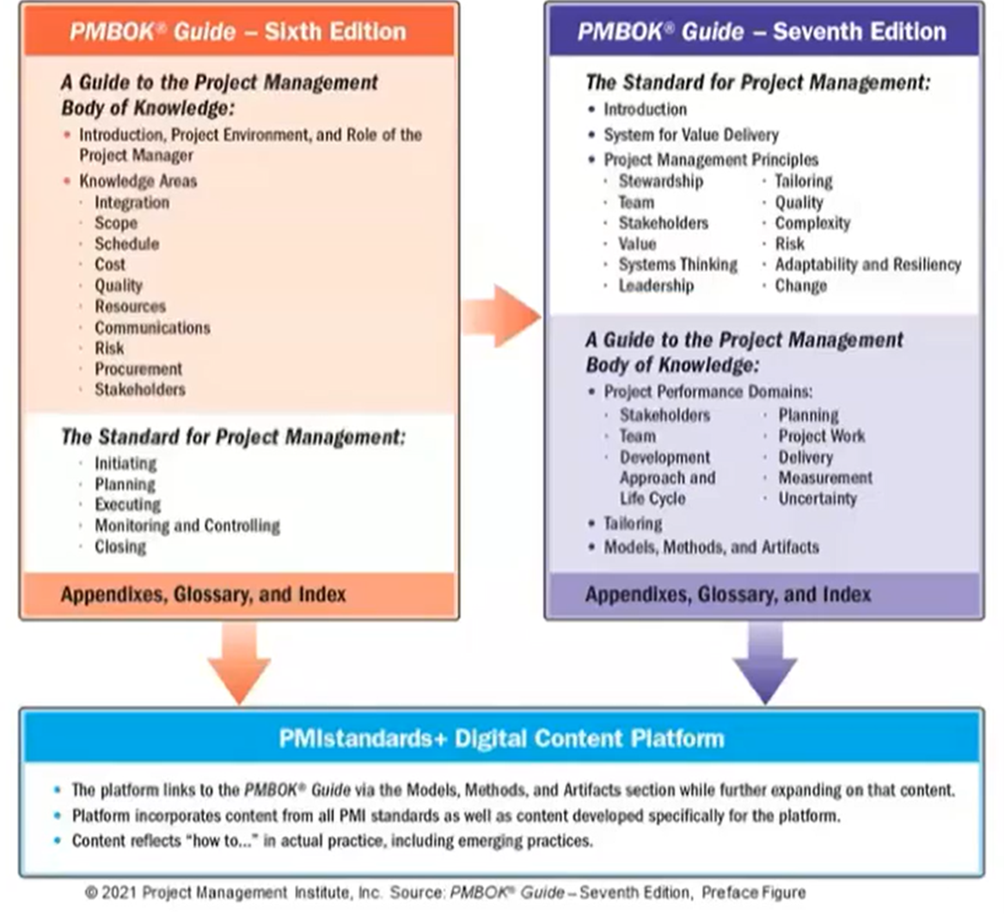 PMBOK® Guide – Sixth Edition
A Guide to the Project Management
Body of Knowledge:
• Introduction, Project Environment, and Role of the
Project Manager
• Knowledge Areas
· Integration
· Scope
· Schedule
· Cost
· Quality
· Resources
· Communications
· Risk
· Procurement
· Stakeholders
The Standard for Project Management:
· Initiating
· Planning
· Executing
· Monitoring and Controlling
· Closing
Appendixes, Glossary, and Index
PMBOK® Guide – Seventh Edition
The Standard for Project Management:
• Introduction
• System for Value Delivery
• Project Management Principles
· Stewardship
· Team
· Stakeholders
· Value
· Systems Thinking
· Leadership
· Tailoring
· Quality
· Complexity
· Risk
· Adaptability and Resiliency
· Change
A Guide to the Project Management
Body of Knowledge:
• Project Performance Domains:
· Stakeholders
· Team
· Development
Approach and
Life Cycle
· Planning
· Project Work
· Delivery
· Measurement
· Uncertainty
• Tailoring
• Models, Methods, and Artifacts
Appendixes, Glossary, and Index
PMIstandards+ Digital Content Platform
• The platform links to the PMBOK® Guide via the Models, Methods, and Artifacts section while further expanding on that content.
• Platform incorporates content from all PMI standards as well as content developed specifically for the platform.
• Content reflects “how to...” in actual practice, including emerging practices.
© 2021 Project Management Institute, Inc. Source: PMBOK® Guide – Seventh Edition, Preface Figure